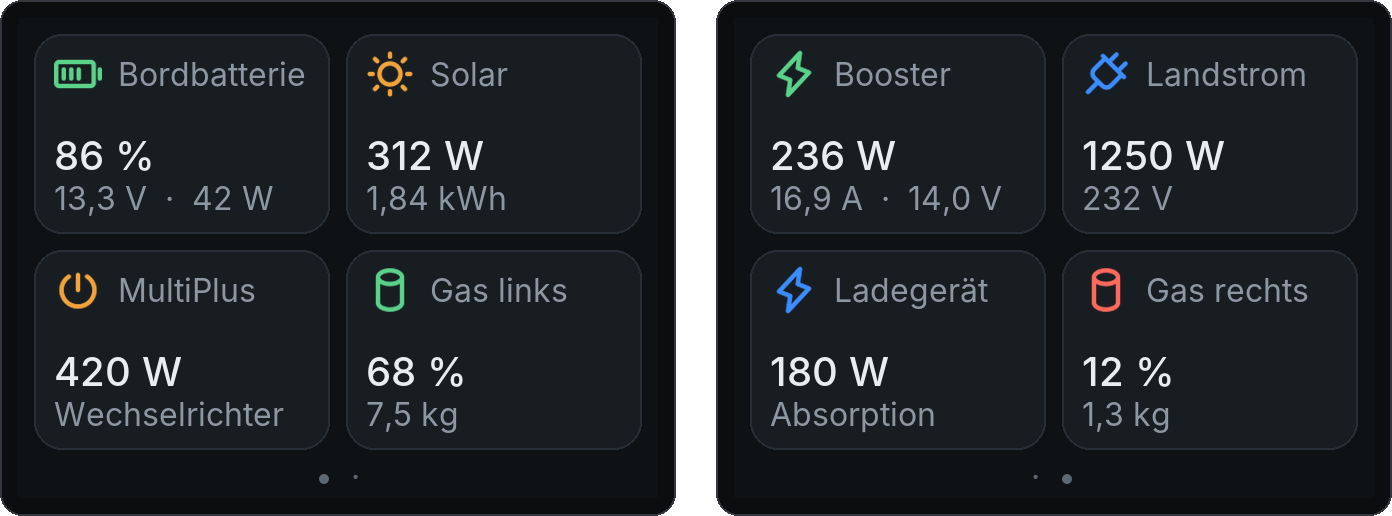 Bordbatterie
86 %
13,3 V · 42 W
Solar
312 W
1,84 kWh
MultiPlus
420 W
Wechselrichter
Gas links
68 %
7,5 kg
Booster
236 W
16,9 A · 14,0 V
Landstrom
1250 W
232 V
Ladegerät
180 W
Absorption
Gas rechts
12 %
1,3 kg